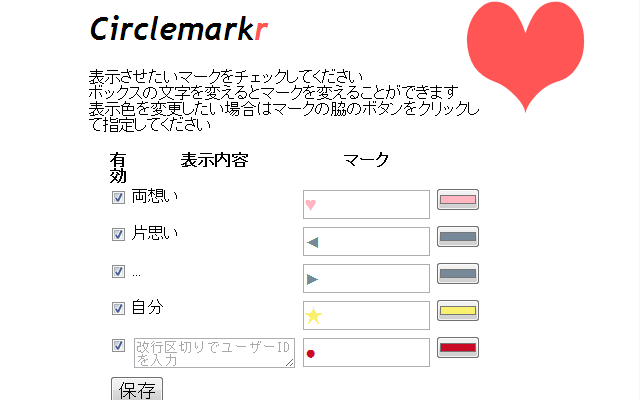 Circlemarkr
表示させたいマークをチェックしてください
ボックスの文字を変えるとマークを変えることができます
表示色を変更したい場合はマークの脇のボタンをクリックし
て指定してください
有効 表示内容 マーク
両想い ♥
片思い ◄
... ►
自分 ★
改行区切りでユーザーID
を入力 ●
保存